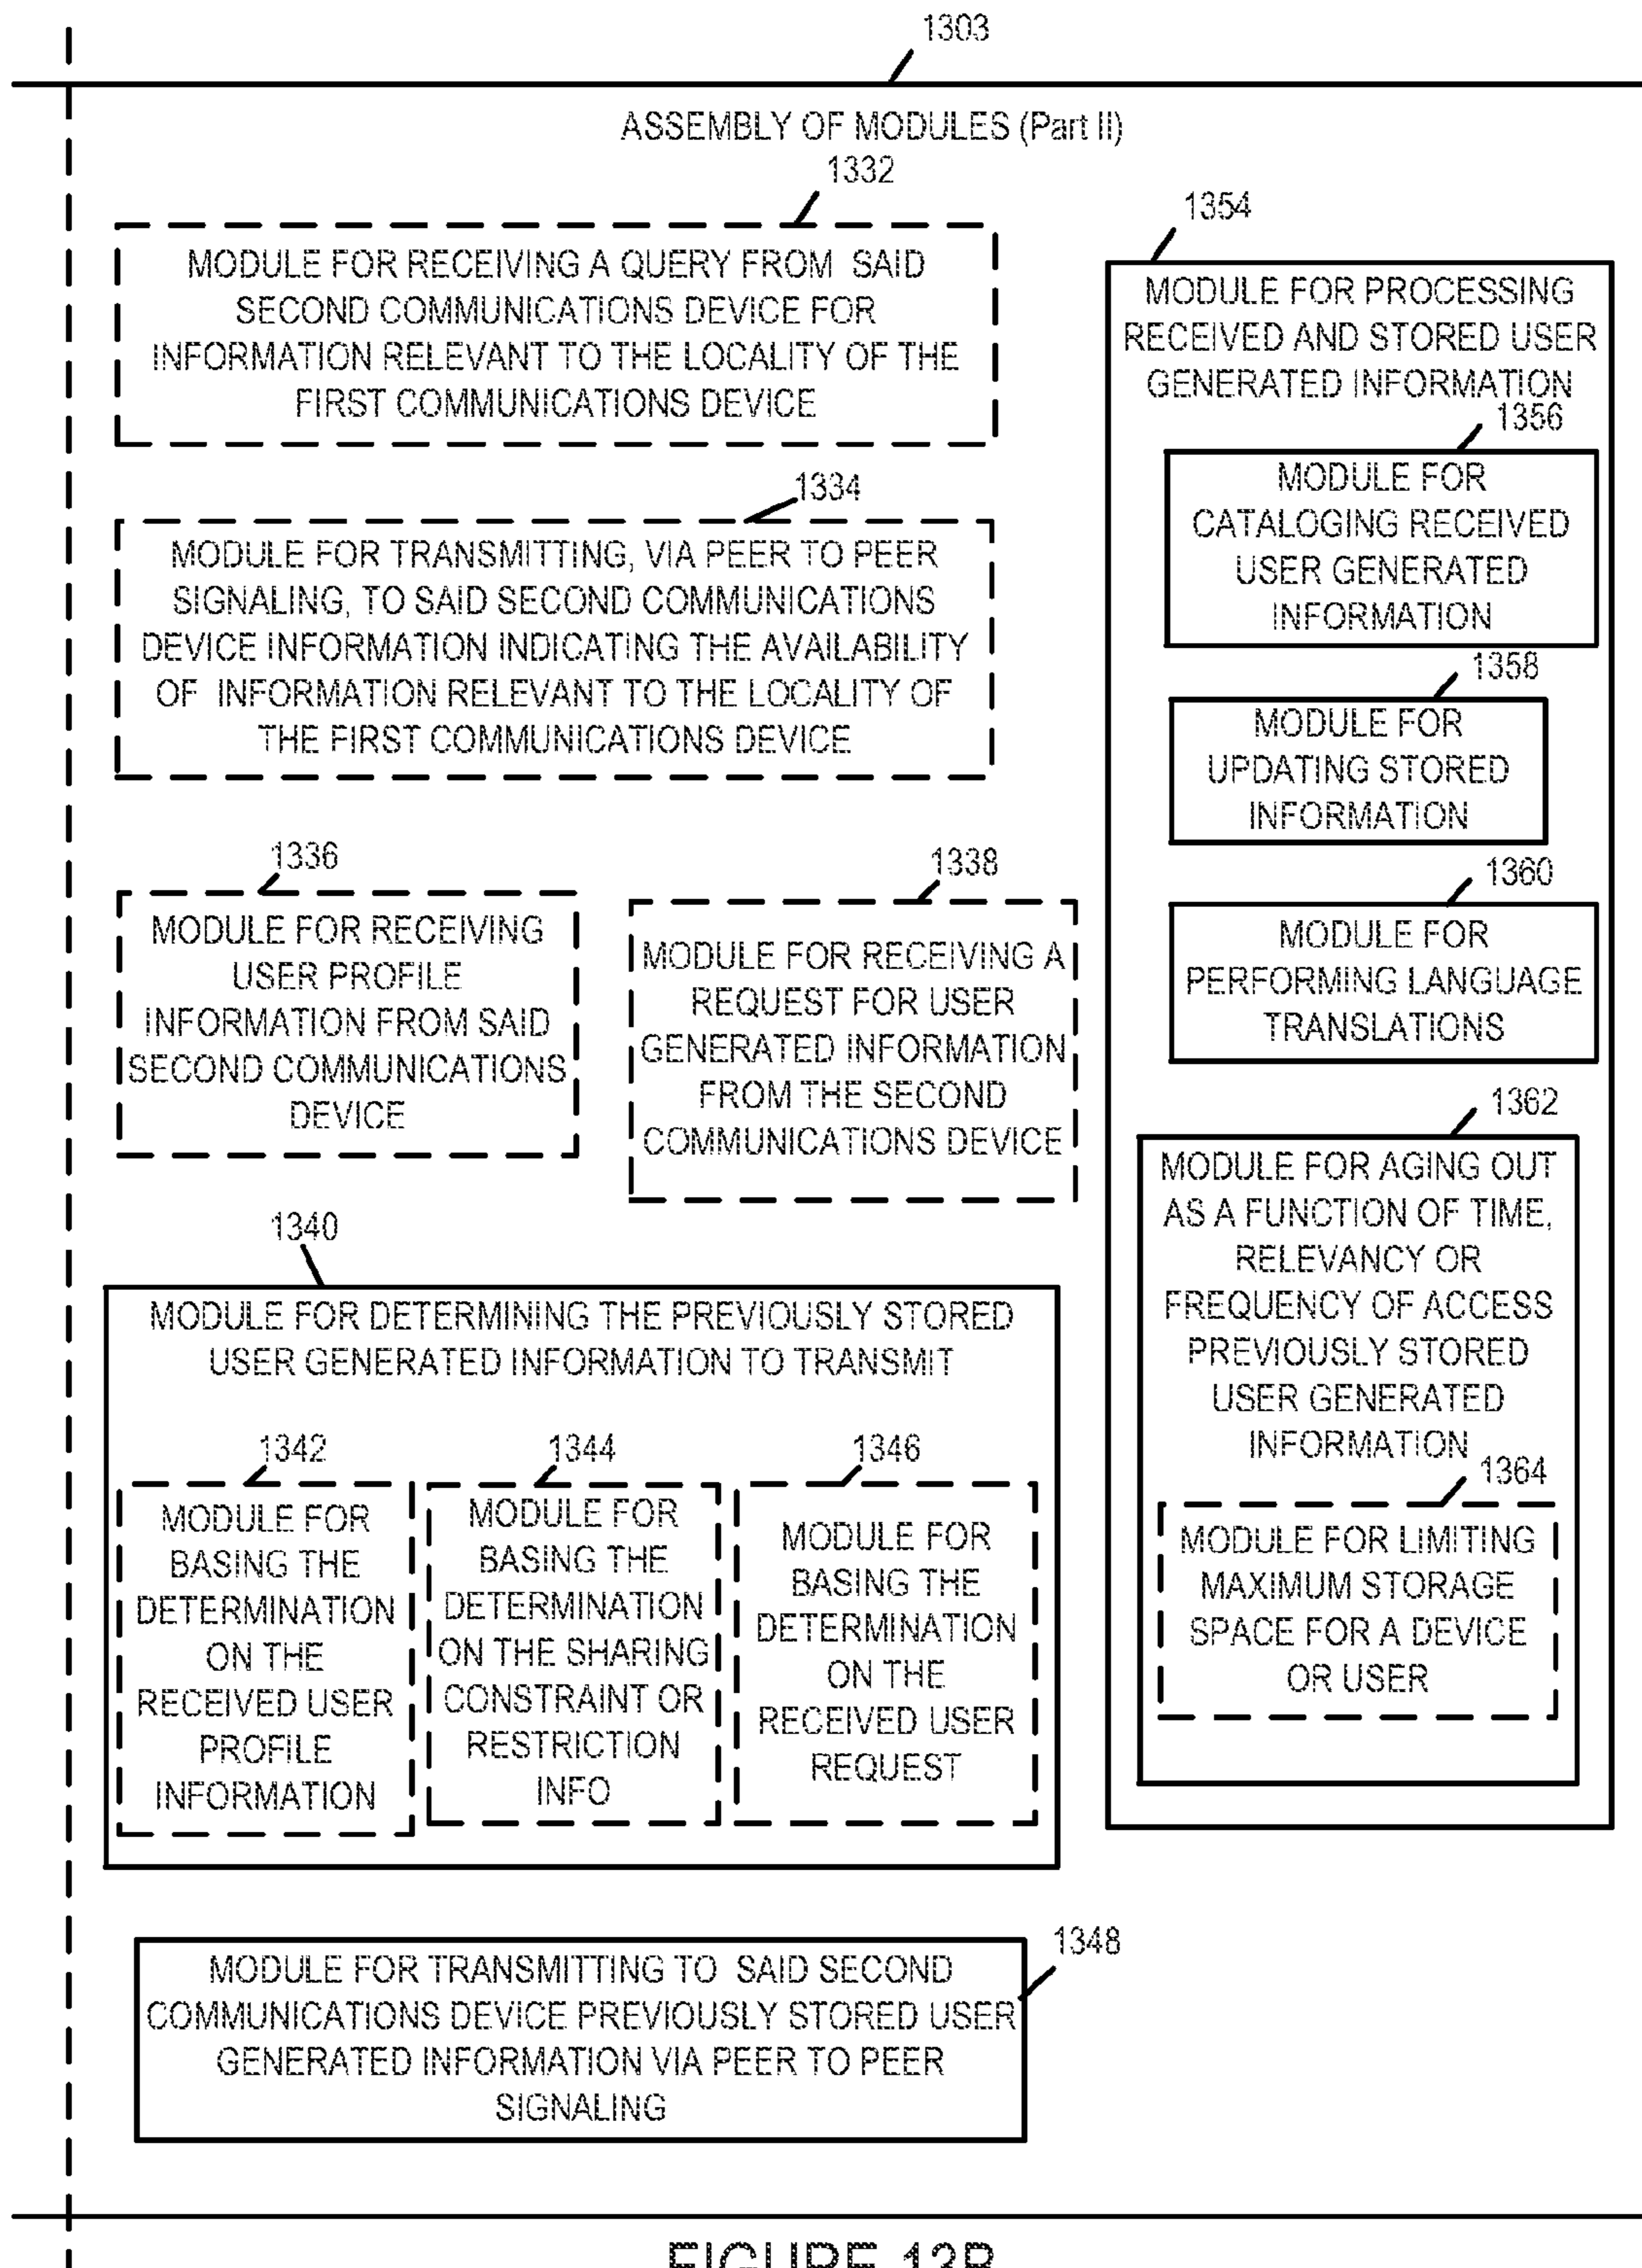 1303
ASSEMBLY OF MODULES (Part II)
1332
MODULE FOR RECEIVING A QUERY FROM SAID
SECOND COMMUNICATIONS DEVICE FOR
INFORMATION RELEVANT TO THE LOCALITY OF THE
FIRST COMMUNICATIONS DEVICE
1334
MODULE FOR TRANSMITTING, VIA PEER TO PEER
SIGNALING, TO SAID SECOND COMMUNICATIONS
DEVICE INFORMATION INDICATING THE AVAILABILITY
OF INFORMATION RELEVANT TO THE LOCALITY OF
THE FIRST COMMUNICATIONS DEVICE
1336
MODULE FOR RECEIVING
USER PROFILE
INFORMATION FROM SAID
SECOND COMMUNICATIONS
DEVICE
1338
MODULE FOR RECEIVING A
REQUEST FOR USER
GENERATED INFORMATION
FROM THE SECOND
COMMUNICATIONS DEVICE
1340
MODULE FOR DETERMINING THE PREVIOUSLY STORED
USER GENERATED INFORMATION TO TRANSMIT
1342
MODULE FOR
BASING THE
DETERMINATION
ON THE
RECEIVED USER
PROFILE
INFORMATION
1344
MODULE FOR
BASING THE
DETERMINATION
ON THE SHARING
CONSTRAINT OR
RESTRICTION
INFO
1346
MODULE FOR
BASING THE
DETERMINATION
ON THE
RECEIVED USER
REQUEST
1348
MODULE FOR TRANSMITTING TO SAID SECOND
COMMUNICATIONS DEVICE PREVIOUSLY STORED USER
GENERATED INFORMATION VIA PEER TO PEER
SIGNALING
1354
MODULE FOR PROCESSING
RECEIVED AND STORED USER
GENERATED INFORMATION
1356
MODULE FOR
CATALOGING RECEIVED
USER GENERATED
INFORMATION
1358
MODULE FOR
UPDATING STORED
INFORMATION
1360
MODULE FOR
PERFORMING LANGUAGE
TRANSLATIONS
1362
MODULE FOR AGING OUT
AS A FUNCTION OF TIME,
RELEVANCY OR
FREQUENCY OF ACCESS
PREVIOUSLY STORED
USER GENERATED
INFORMATION
1364
MODULE FOR LIMITING
MAXIMUM STORAGE
SPACE FOR A DEVICE
OR USER
FIGURE 13B